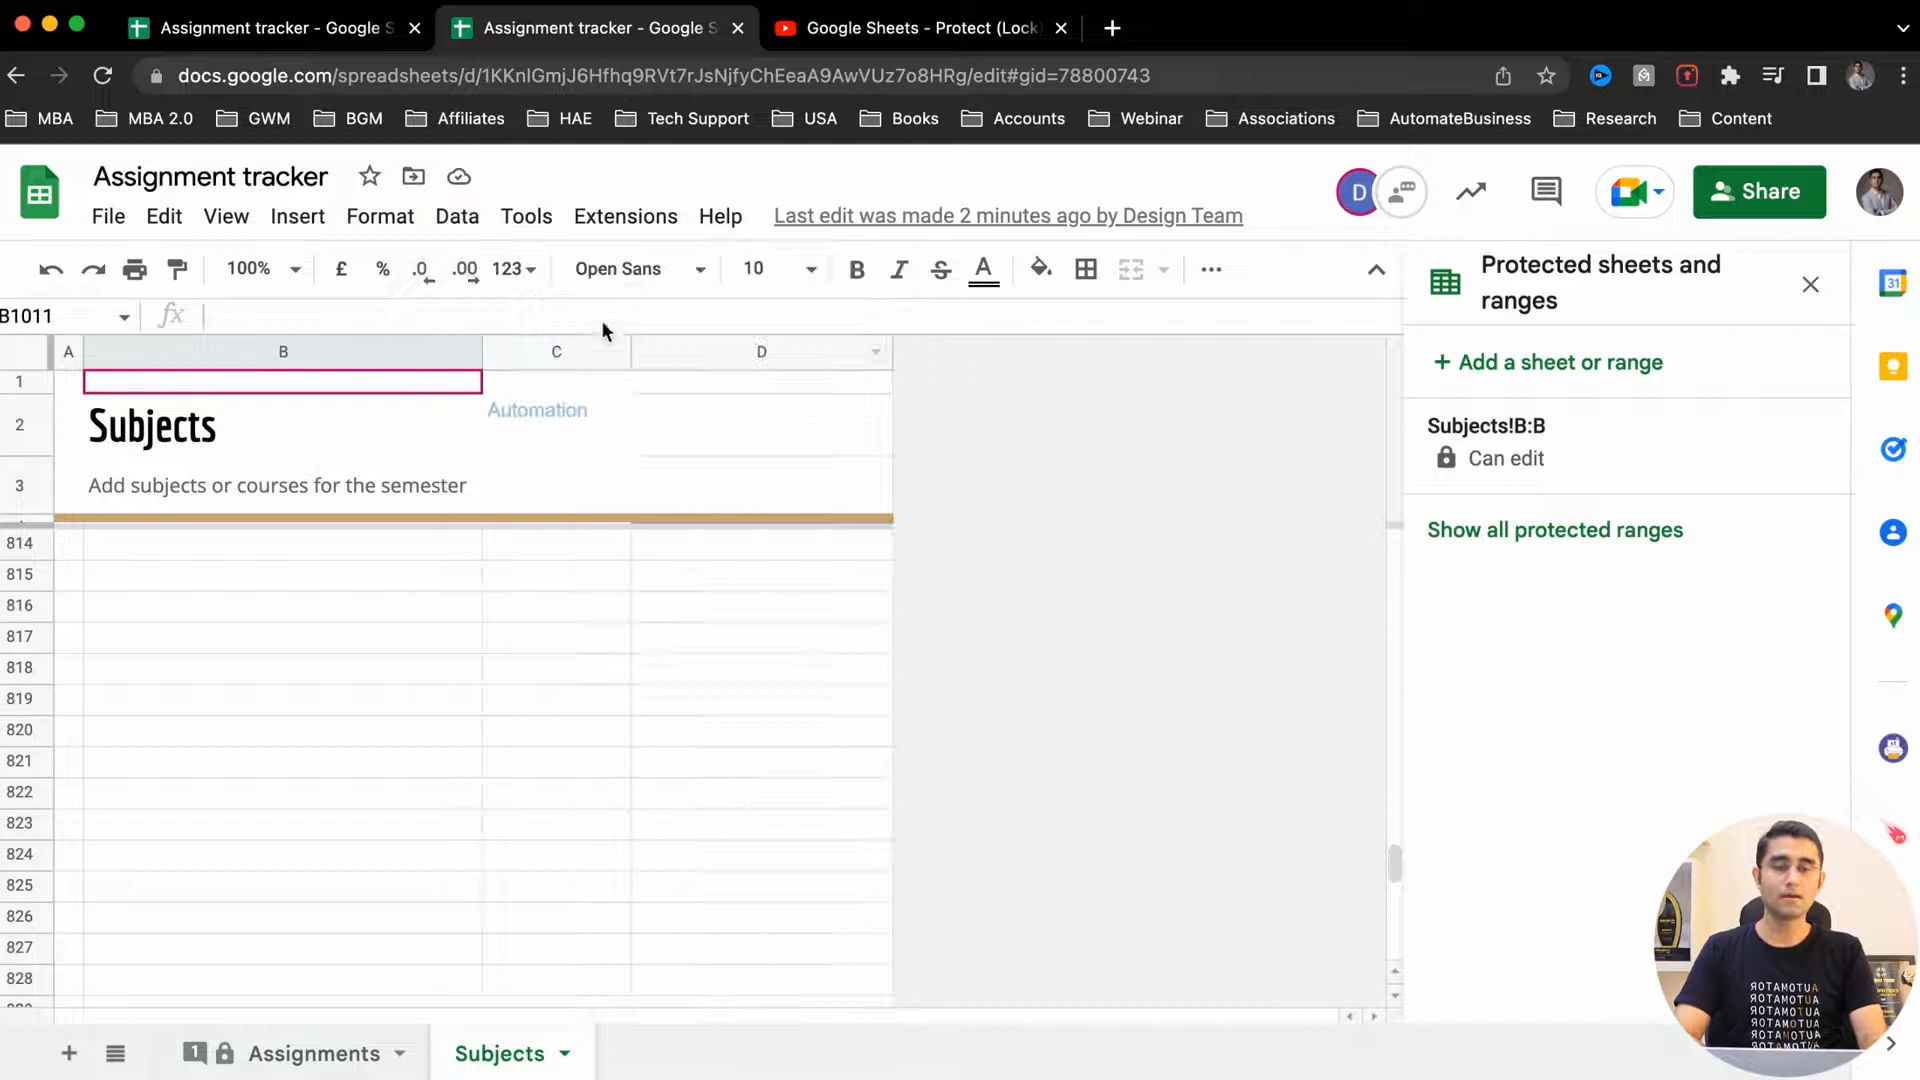 Assignment tracker - Google S
Assignment tracker - Google S
Google Sheets - Protect (Lock)
docs.google.com/spreadsheets/d/1KKnlGmjJ6Hfhq9RVt7rJsNjfyChEeaA9AwVUz7o8HRg/edit#gid=78800743
MBA
MBA 2.0
GWM
BGM
Affiliates
HAE
Tech Support
USA
Books
Accounts
Webinar
Associations
AutomateBusiness
Research
Content
Assignment tracker
D
Share
File Edit View Insert Format Data Tools Extensions Help
Last edit was made 2 minutes ago by Design Team
100% £ % .0 .00 123 Open Sans 10 B I S A
B1011
fx
A B C D
1
2 Subjects Automation
3 Add subjects or courses for the semester
814
815
816
817
818
819
820
821
822
823
824
825
826
827
828
Protected sheets and
ranges
+ Add a sheet or range
Subjects!B:B
Can edit
Show all protected ranges
31
1 Assignments
Subjects